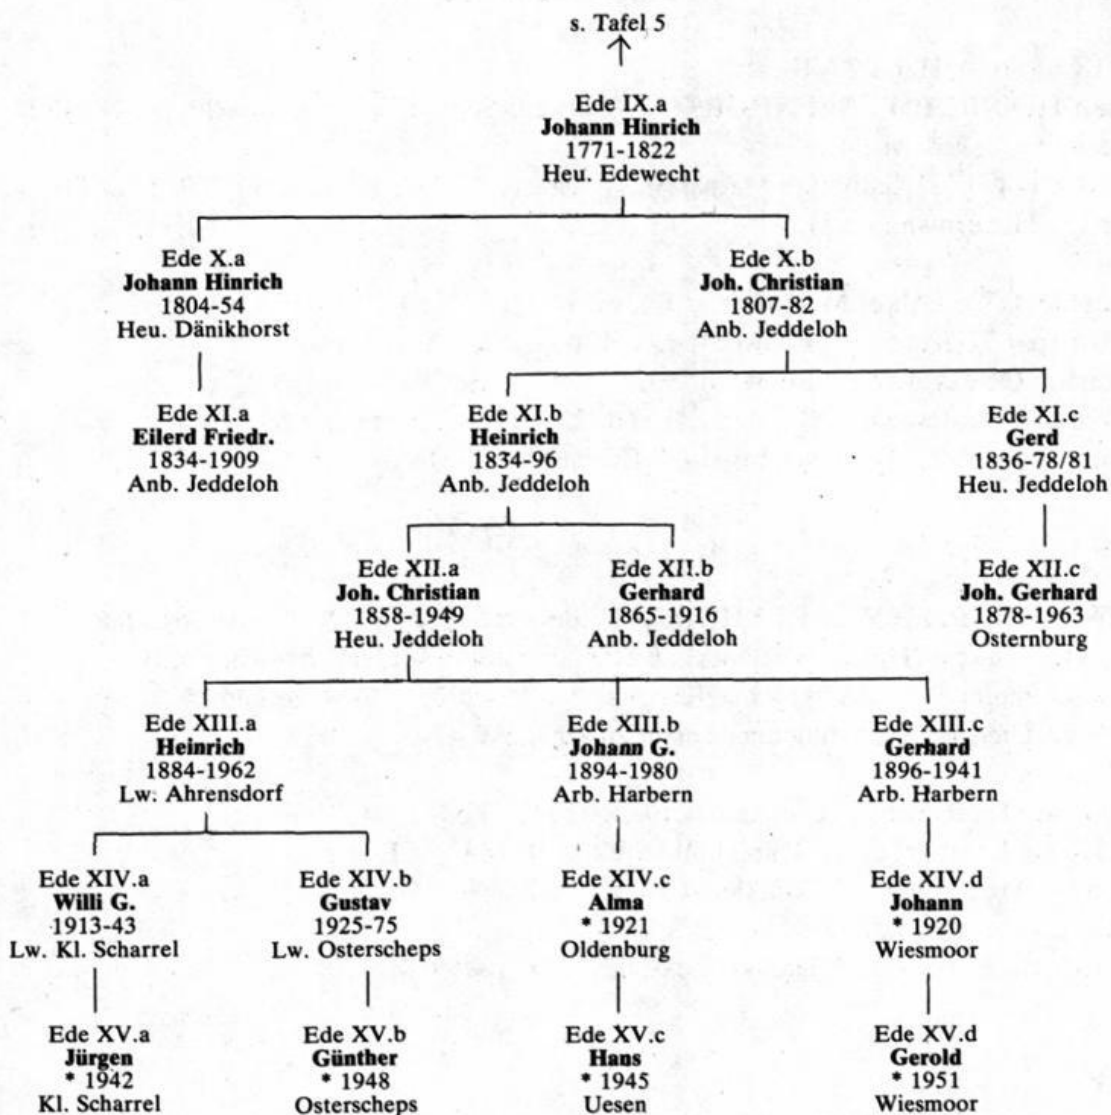 s. Tafel 5
Ede IX.a
Johann Hinrich
1771-1822
Heu. Edewecht
Ede X.a
Johann Hinrich
1804-54
Heu. Dänikhorst
Ede X.b
Joh. Christian
1807-82
Anb. Jeddeloh
Ede XI.a
Eilerd Friedr.
1834-1909
Anb. Jeddeloh
Ede XI.b
Heinrich
1834-96
Anb. Jeddeloh
Ede XI.c
Gerd
1836-78/81
Heu. Jeddeloh
Ede XII.a
Joh. Christian
1858-1949
Heu. Jeddeloh
Ede XII.b
Gerhard
1865-1916
Anb. Jeddeloh
Ede XII.c
Joh. Gerhard
1878-1963
Osternburg
Ede XIII.a
Heinrich
1884-1962
Lw. Ahrensdorf
Ede XIII.b
Johann G.
1894-1980
Arb. Harbern
Ede XIII.c
Gerhard
1896-1941
Arb. Harbern
Ede XIV.a
Willi G.
1913-43
Lw. Kl. Scharrel
Ede XIV.b
Gustav
1925-75
Lw. Osterscheps
Ede XIV.c
Alma
* 1921
Oldenburg
Ede XIV.d
Johann
* 1920
Wiesmoor
Ede XV.a
Jürgen
* 1942
Kl. Scharrel
Ede XV.b
Günther
* 1948
Osterscheps
Ede XV.c
Hans
* 1945
Uesen
Ede XV.d
Gerold
* 1951
Wiesmoor